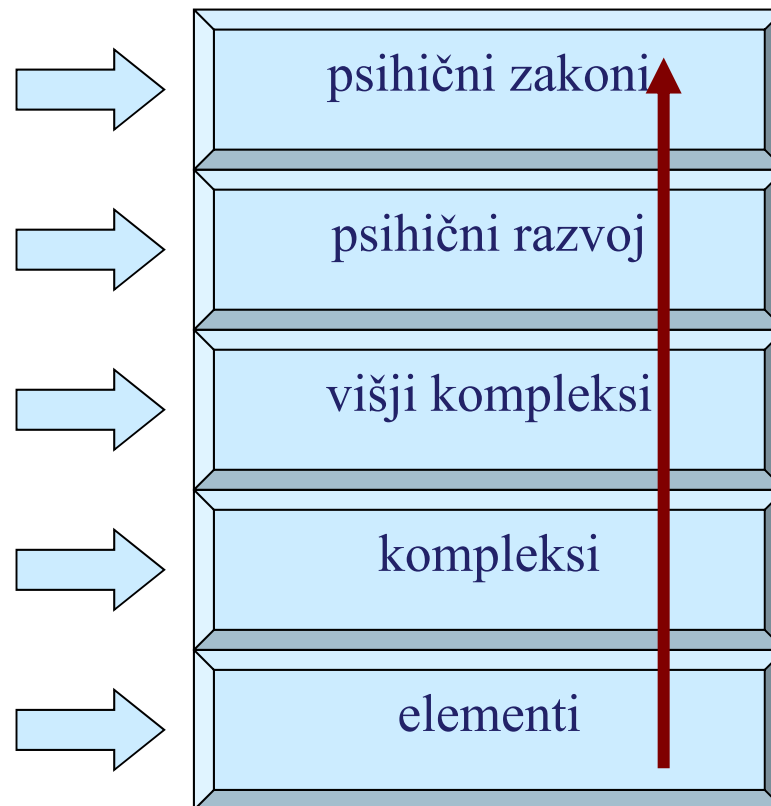 psihični zakoni
psihični razvoj
višji kompleksi
kompleksi
elementi